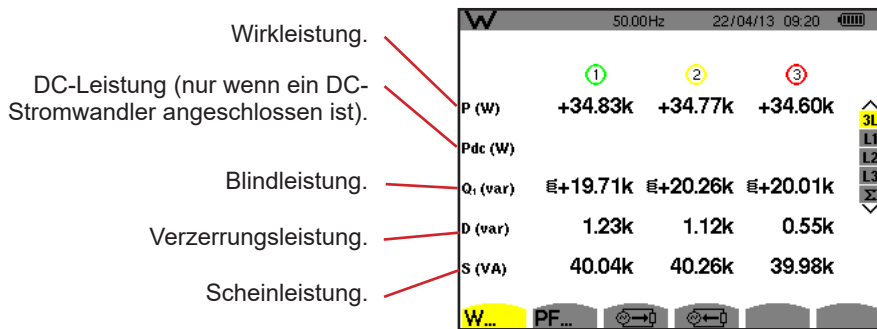 W 50.00Hz 22/04/13 09:20
Wirkleistung.
1 2 3
DC-Leistung (nur wenn ein DC-
Stromwandler angeschlossen ist).
P (W) +34.83k +34.77k +34.60k
3L
L1
L2
L3
Σ
Pdc (W)
Blindleistung.
Q₁ (var) +19.71k +20.26k +20.01k
Verzerrungsleistung.
D (var) 1.23k 1.12k 0.55k
S (VA) 40.04k 40.26k 39.98k
Scheinleistung.
W... PF...